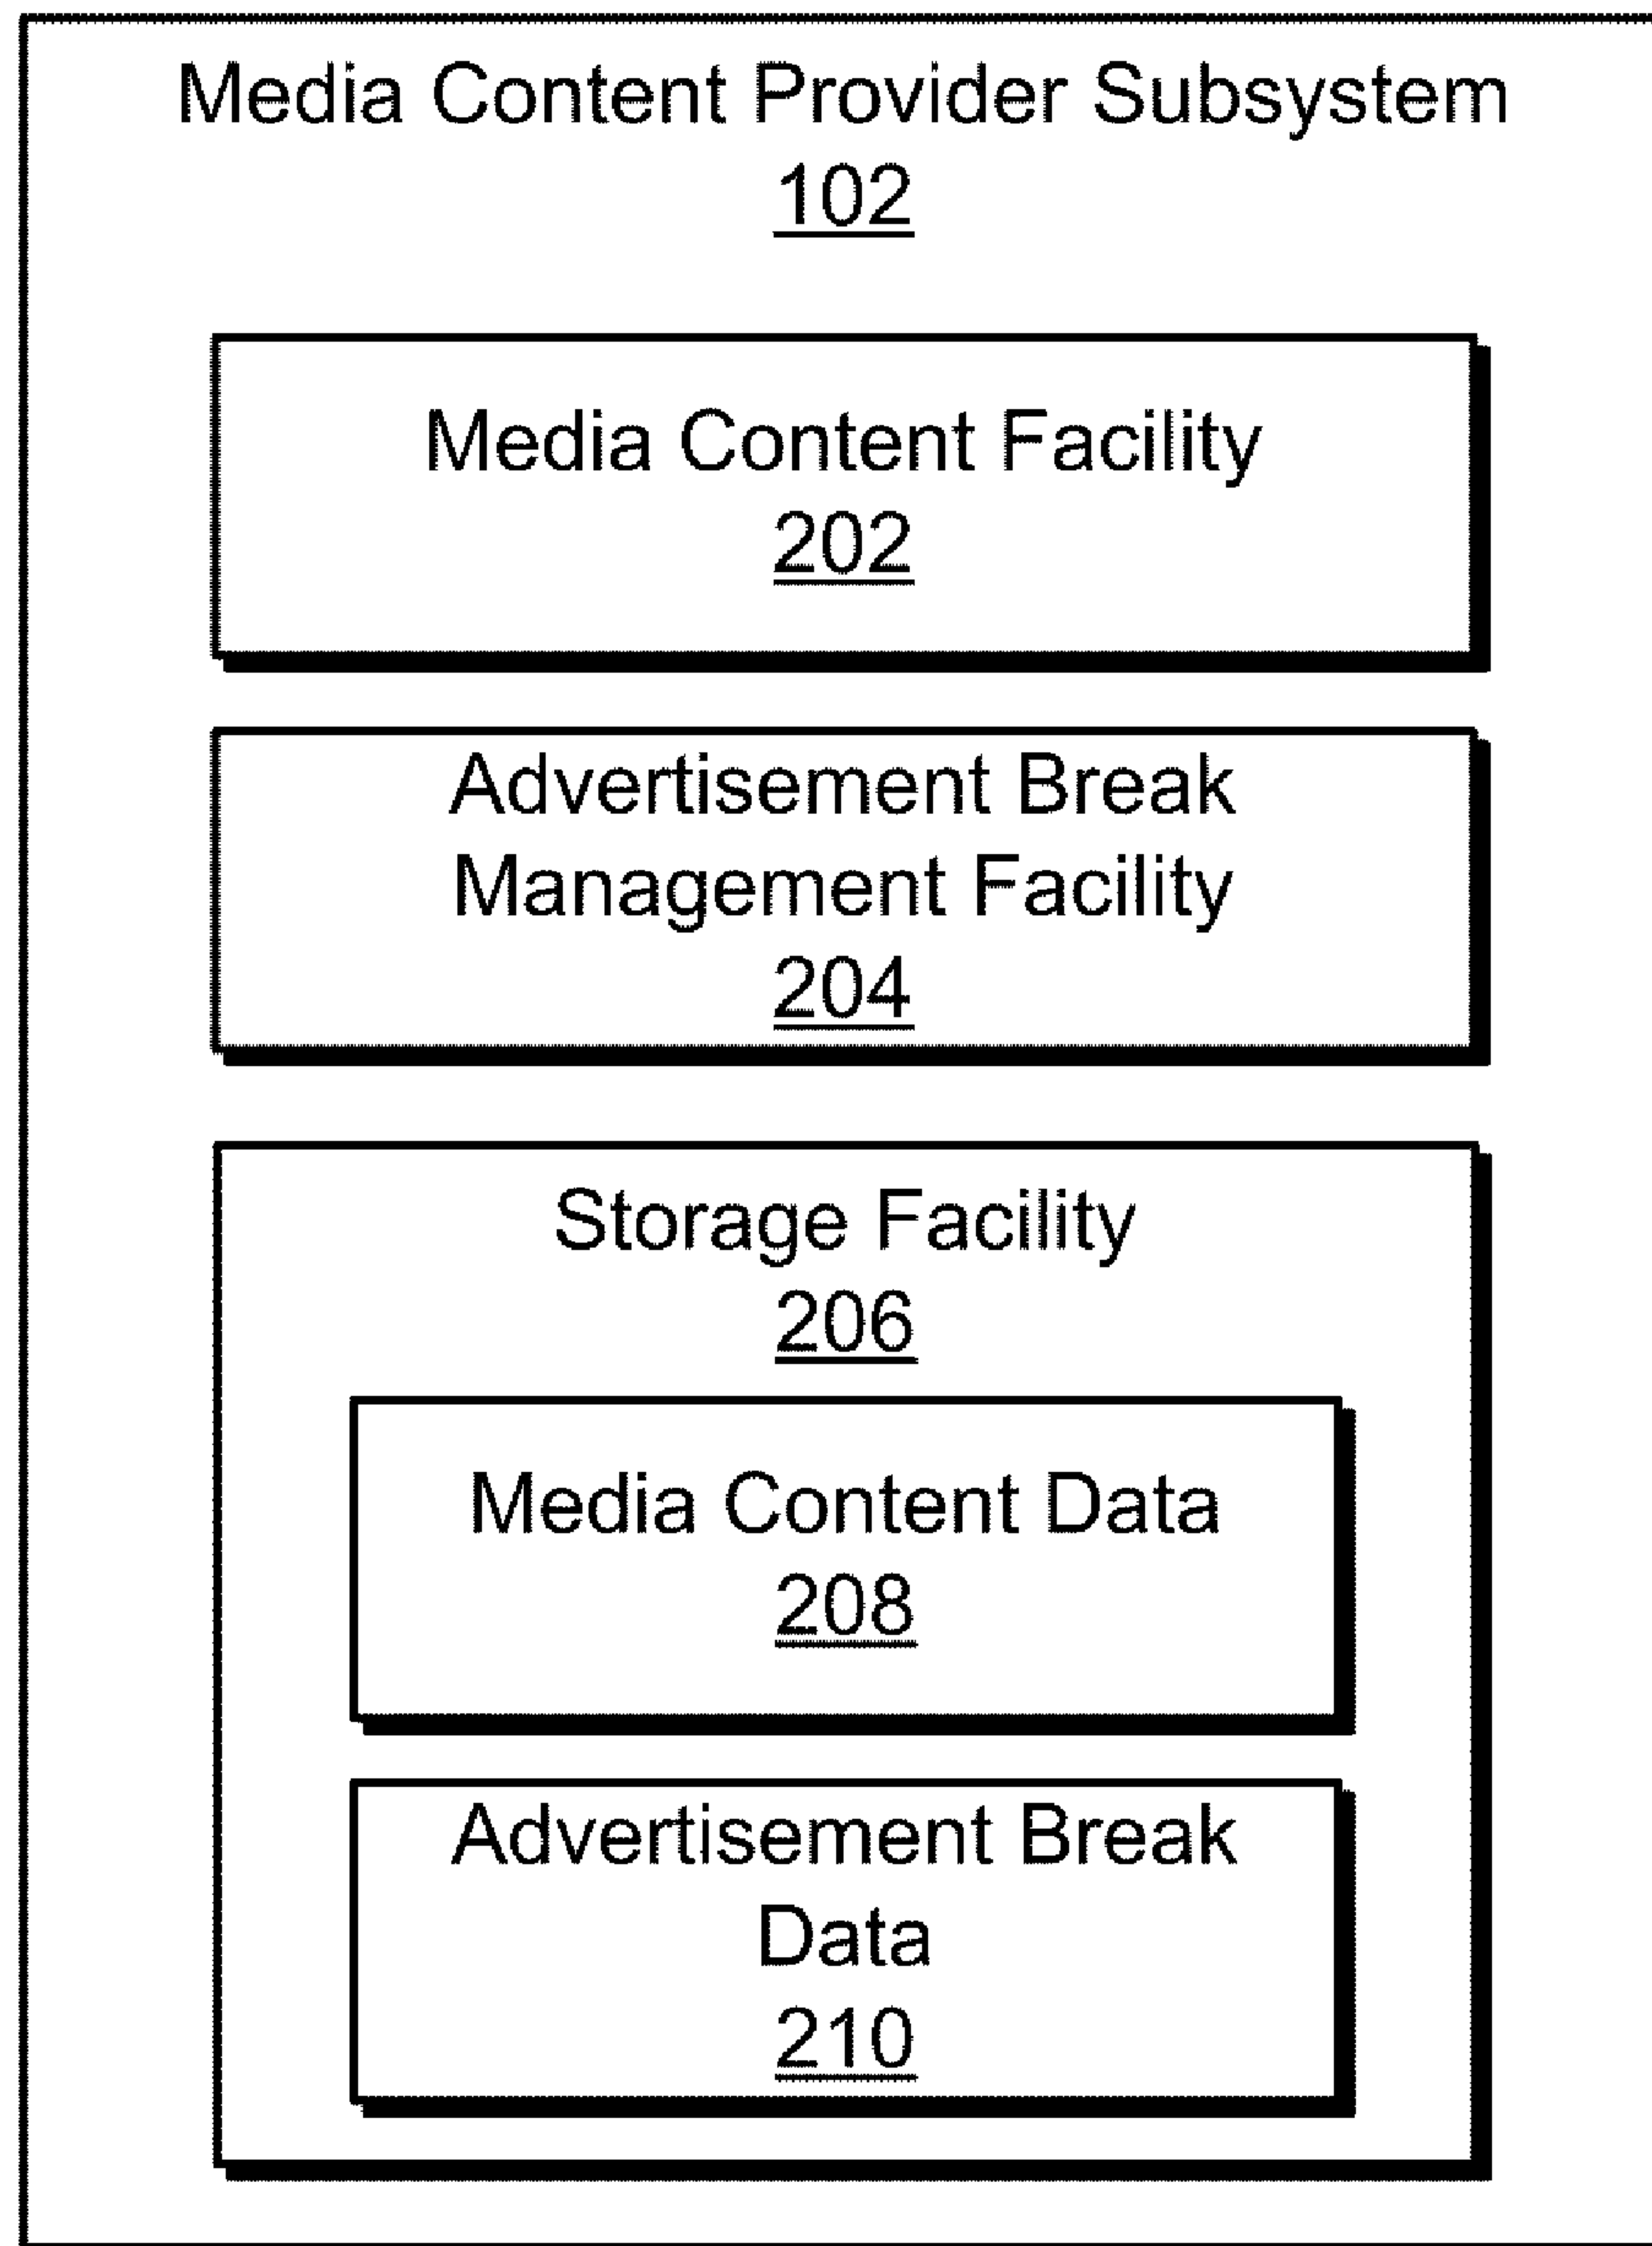 Media Content Provider Subsystem
102
Media Content Facility
202
Advertisement Break
Management Facility
204
Storage Facility
206
Media Content Data
208
Advertisement Break
Data
210